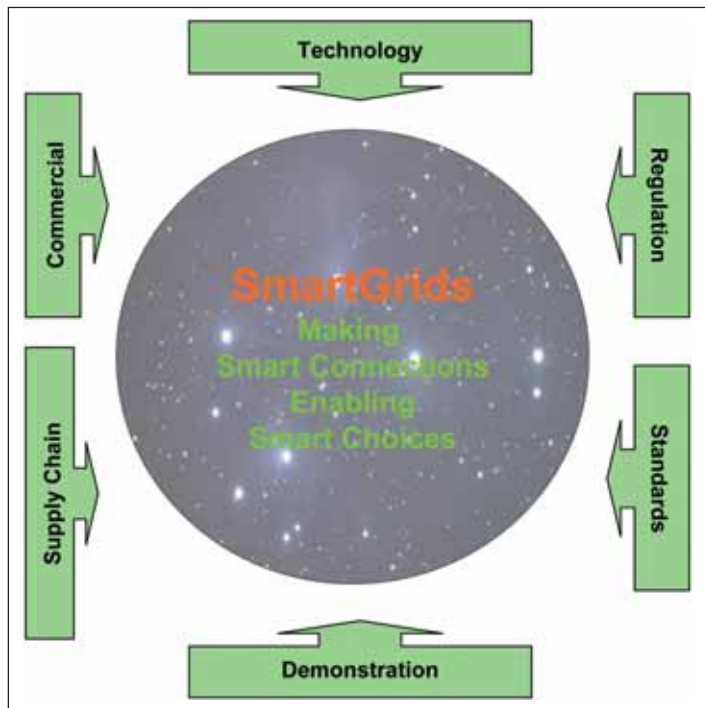 Technology
Commercial
Regulation
SmartGrids
Making
Smart Connections
Enabling
Smart Choices
Supply Chain
Standards
Demonstration